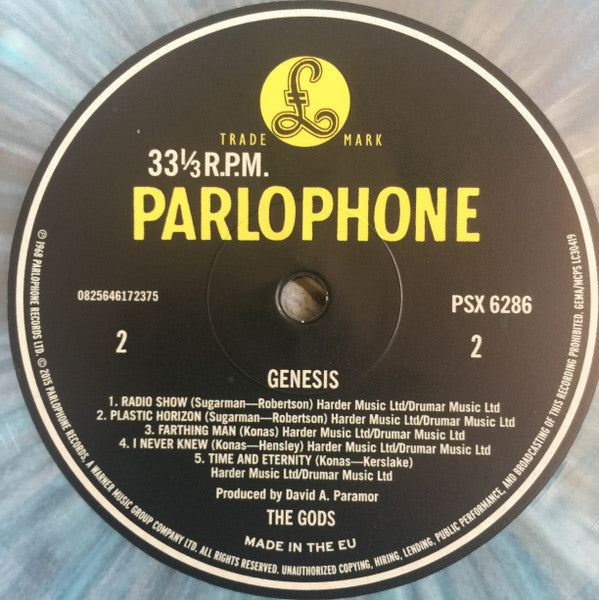 TRADE MARK
33⅓ R.P.M.
PARLOPHONE
0825646172375
PSX 6286
2
2
GENESIS
1. RADIO SHOW (Sugarman—Robertson) Harder Music Ltd/Drumar Music Ltd
2. PLASTIC HORIZON (Sugarman—Robertson) Harder Music Ltd/Drumar Music Ltd
3. FARTHING MAN (Konas) Harder Music Ltd/Drumar Music Ltd
4. I NEVER KNEW (Konas—Hensley) Harder Music Ltd/Drumar Music Ltd
5. TIME AND ETERNITY (Konas—Kerslake)
Harder Music Ltd/Drumar Music Ltd
Produced by David A. Paramor
THE GODS
MADE IN THE EU
℗ 1968 PARLOPHONE RECORDS LTD. © 2015 PARLOPHONE RECORDS, A WARNER MUSIC GROUP COMPANY LTD. ALL RIGHTS RESERVED. UNAUTHORIZED COPYING, HIRING, LENDING, PUBLIC PERFORMANCE, AND BROADCASTING OF THIS RECORDING PROHIBITED. GEMA/MCPS LC30419